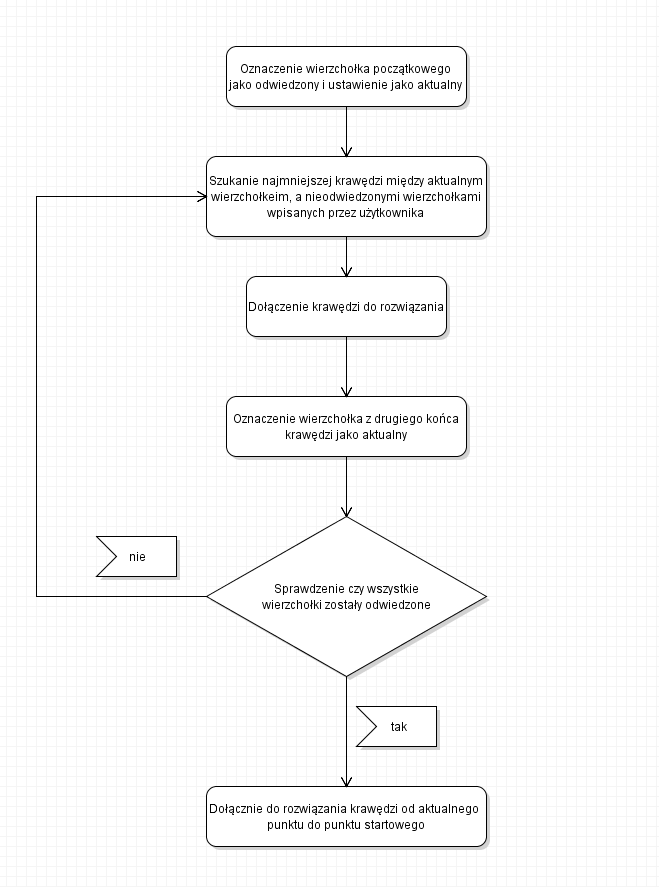 Oznaczenie wierzchołka początkowego
jako odwiedzony i ustawienie jako aktualny
Szukanie najmniejszej krawędzi między aktualnym
wierzchołkeim, a nieodwiedzonymi wierzchołkami
wpisanych przez użytkownika
Dołączenie krawędzi do rozwiązania
Oznaczenie wierzchołka z drugiego końca
krawędzi jako aktualny
nie
Sprawdzenie czy wszystkie
wierzchołki zostały odwiedzone
tak
Dołącznie do rozwiązania krawędzi od aktualnego
punktu do punktu startowego